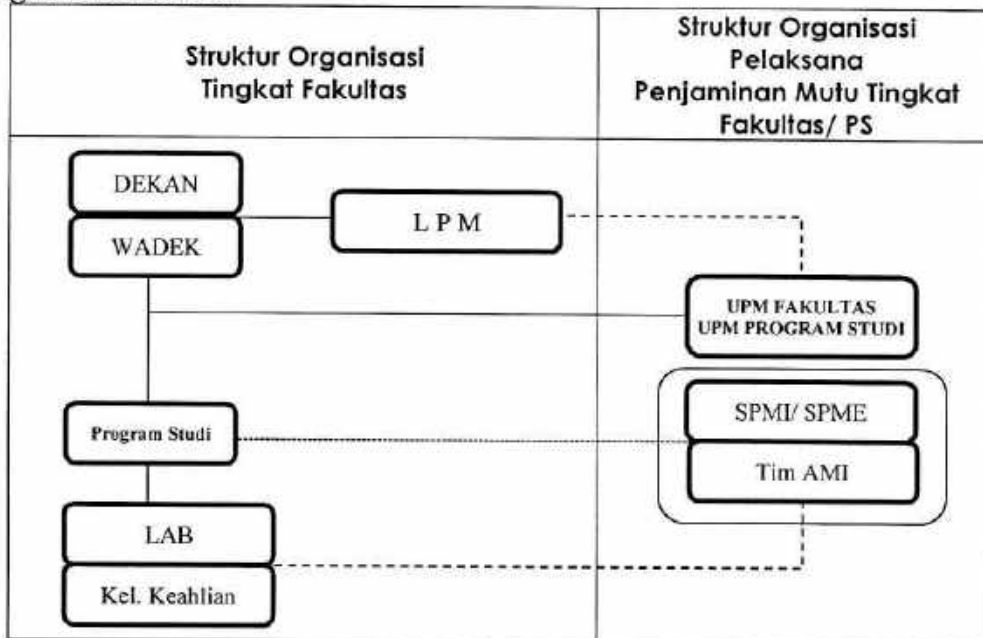 Struktur Organisasi
Tingkat Fakultas
Struktur Organisasi
Pelaksana
Penjaminan Mutu Tingkat
Fakultas/ PS
DEKAN
WADEK
L P M
UPM FAKULTAS
UPM PROGRAM STUDI
Program Studi
SPMI/ SPME
Tim AMI
LAB
Kel. Keahlian